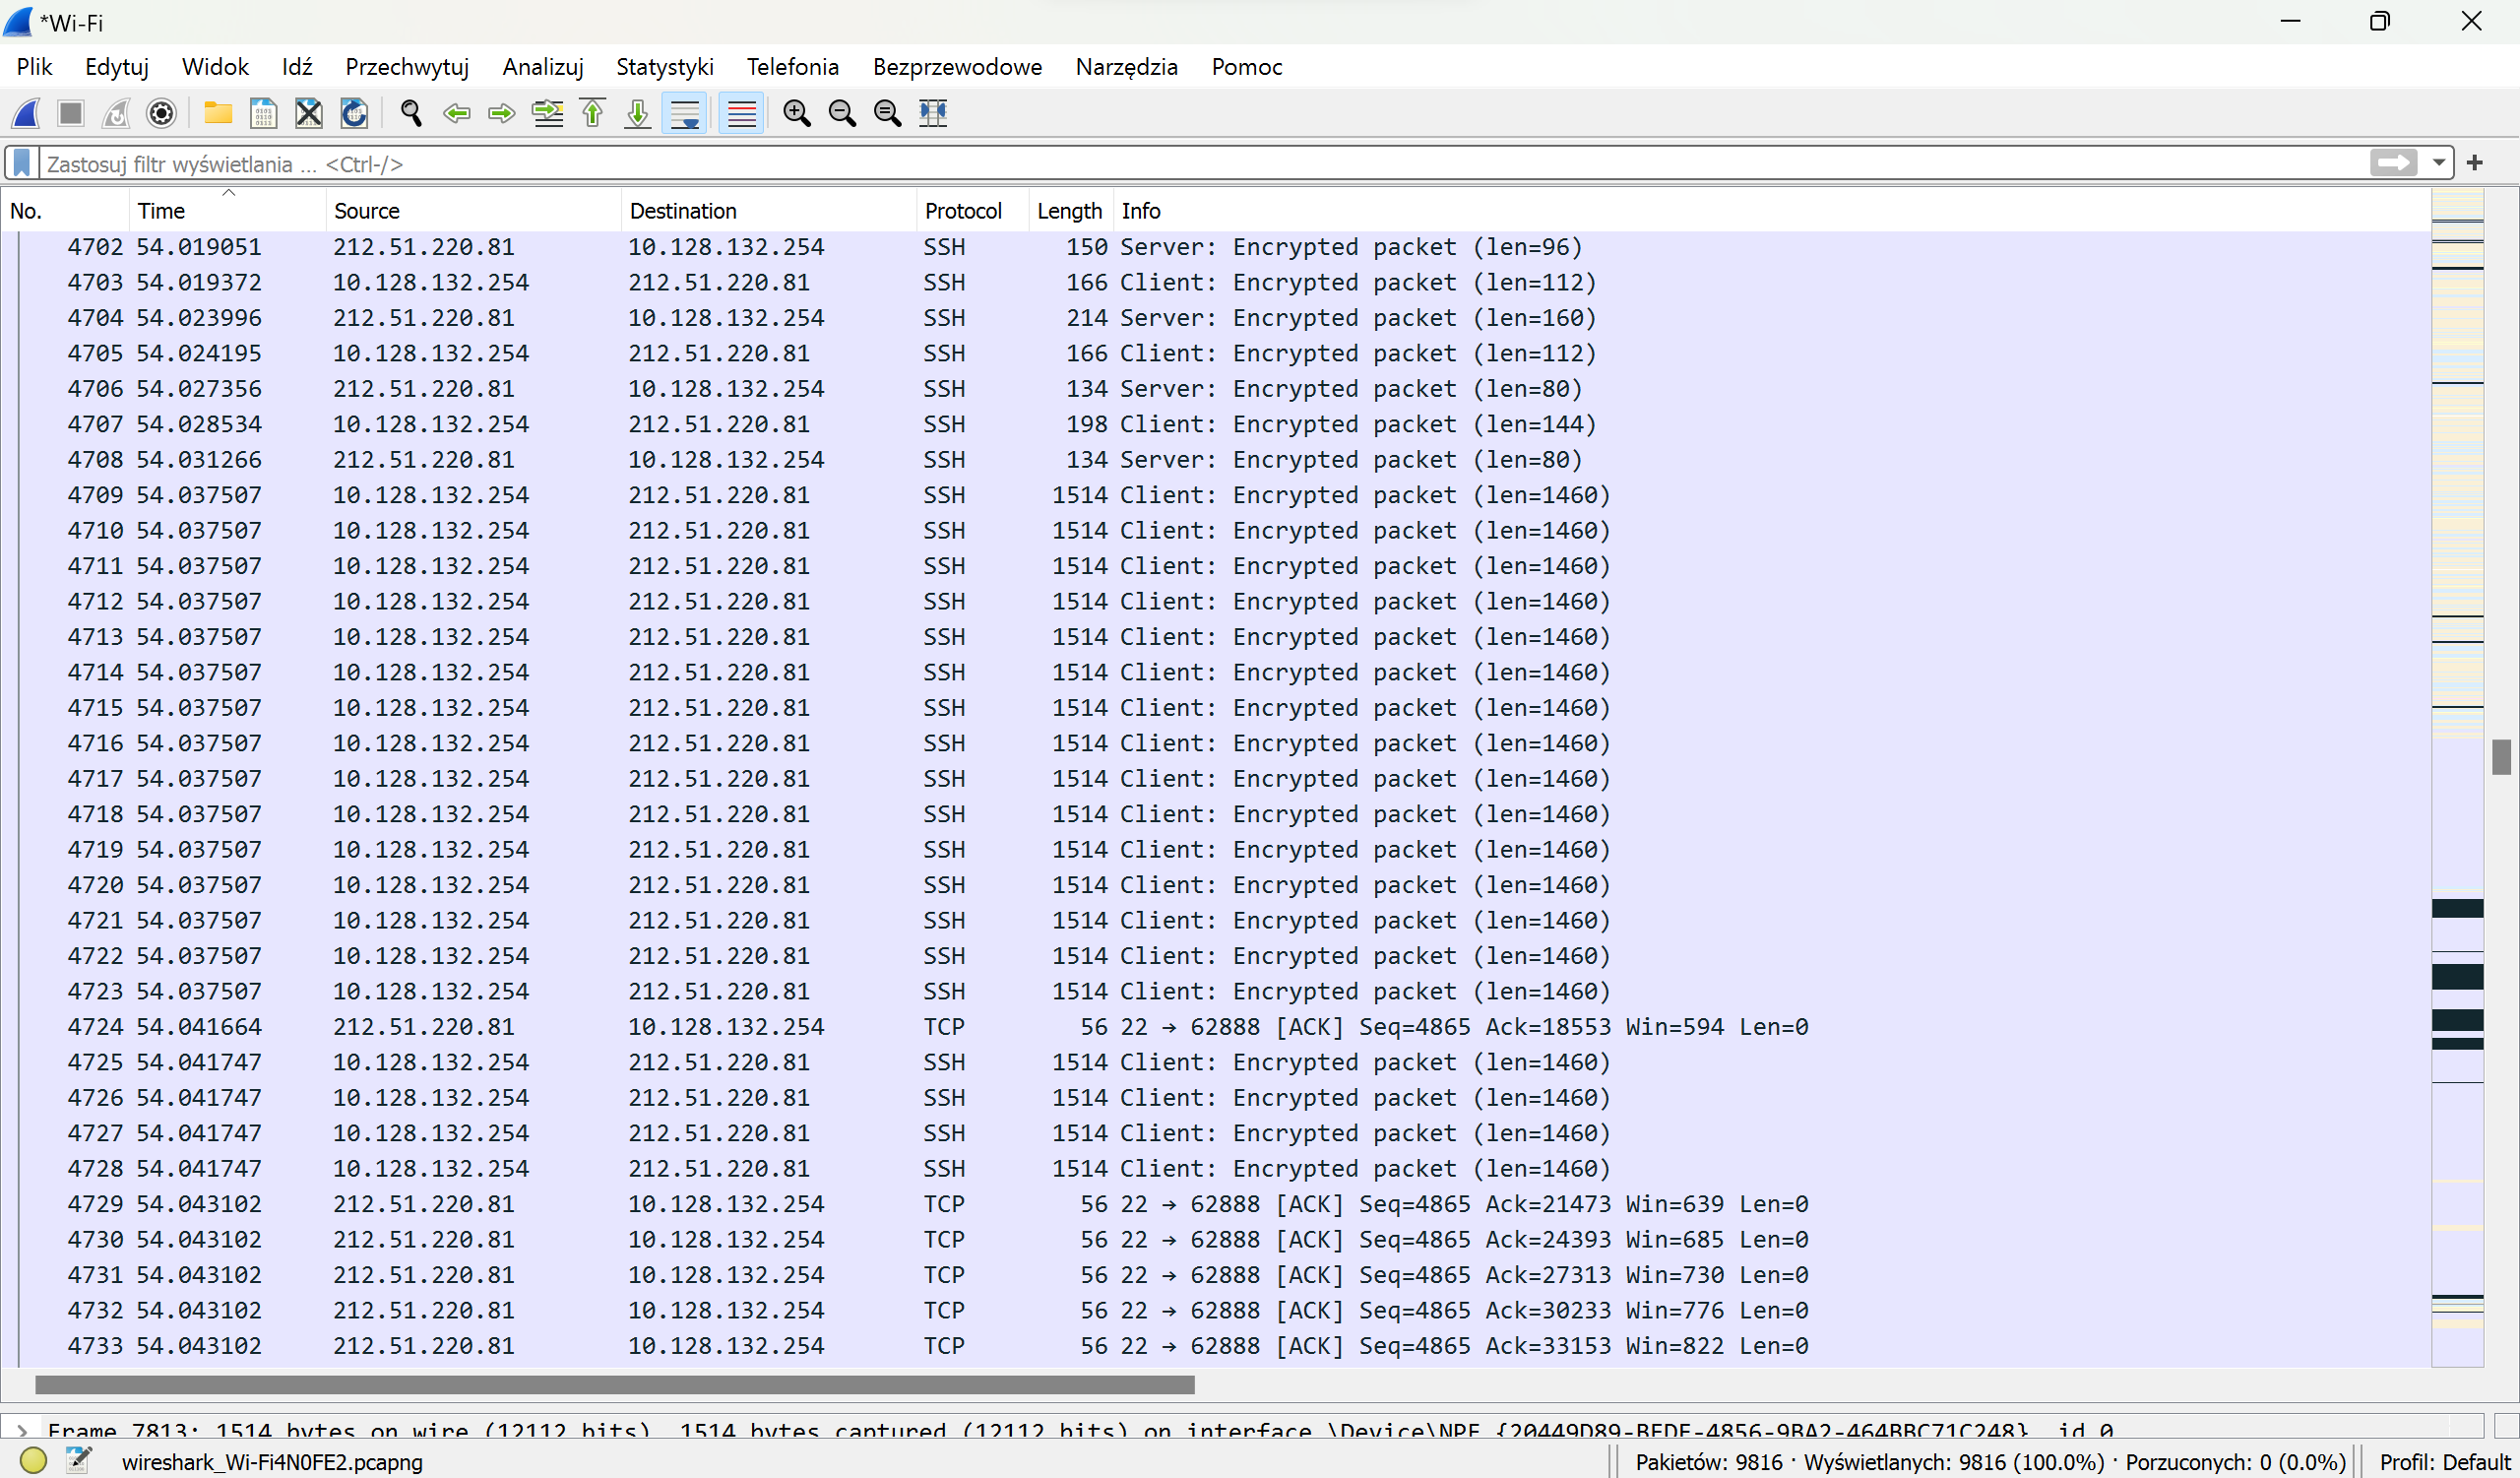 *Wi-Fi
Plik Edytuj Widok Idź Przechwytuj Analizuj Statystyki Telefonia Bezprzewodowe Narzędzia Pomoc
Zastosuj filtr wyświetlania ... <Ctrl-/>
No. Time Source Destination Protocol Length Info
4702 54.019051 212.51.220.81 10.128.132.254 SSH 150 Server: Encrypted packet (len=96)
4703 54.019372 10.128.132.254 212.51.220.81 SSH 166 Client: Encrypted packet (len=112)
4704 54.023996 212.51.220.81 10.128.132.254 SSH 214 Server: Encrypted packet (len=160)
4705 54.024195 10.128.132.254 212.51.220.81 SSH 166 Client: Encrypted packet (len=112)
4706 54.027356 212.51.220.81 10.128.132.254 SSH 134 Server: Encrypted packet (len=80)
4707 54.028534 10.128.132.254 212.51.220.81 SSH 198 Client: Encrypted packet (len=144)
4708 54.031266 212.51.220.81 10.128.132.254 SSH 134 Server: Encrypted packet (len=80)
4709 54.037507 10.128.132.254 212.51.220.81 SSH 1514 Client: Encrypted packet (len=1460)
4710 54.037507 10.128.132.254 212.51.220.81 SSH 1514 Client: Encrypted packet (len=1460)
4711 54.037507 10.128.132.254 212.51.220.81 SSH 1514 Client: Encrypted packet (len=1460)
4712 54.037507 10.128.132.254 212.51.220.81 SSH 1514 Client: Encrypted packet (len=1460)
4713 54.037507 10.128.132.254 212.51.220.81 SSH 1514 Client: Encrypted packet (len=1460)
4714 54.037507 10.128.132.254 212.51.220.81 SSH 1514 Client: Encrypted packet (len=1460)
4715 54.037507 10.128.132.254 212.51.220.81 SSH 1514 Client: Encrypted packet (len=1460)
4716 54.037507 10.128.132.254 212.51.220.81 SSH 1514 Client: Encrypted packet (len=1460)
4717 54.037507 10.128.132.254 212.51.220.81 SSH 1514 Client: Encrypted packet (len=1460)
4718 54.037507 10.128.132.254 212.51.220.81 SSH 1514 Client: Encrypted packet (len=1460)
4719 54.037507 10.128.132.254 212.51.220.81 SSH 1514 Client: Encrypted packet (len=1460)
4720 54.037507 10.128.132.254 212.51.220.81 SSH 1514 Client: Encrypted packet (len=1460)
4721 54.037507 10.128.132.254 212.51.220.81 SSH 1514 Client: Encrypted packet (len=1460)
4722 54.037507 10.128.132.254 212.51.220.81 SSH 1514 Client: Encrypted packet (len=1460)
4723 54.037507 10.128.132.254 212.51.220.81 SSH 1514 Client: Encrypted packet (len=1460)
4724 54.041664 212.51.220.81 10.128.132.254 TCP 56 22 → 62888 [ACK] Seq=4865 Ack=18553 Win=594 Len=0
4725 54.041747 10.128.132.254 212.51.220.81 SSH 1514 Client: Encrypted packet (len=1460)
4726 54.041747 10.128.132.254 212.51.220.81 SSH 1514 Client: Encrypted packet (len=1460)
4727 54.041747 10.128.132.254 212.51.220.81 SSH 1514 Client: Encrypted packet (len=1460)
4728 54.041747 10.128.132.254 212.51.220.81 SSH 1514 Client: Encrypted packet (len=1460)
4729 54.043102 212.51.220.81 10.128.132.254 TCP 56 22 → 62888 [ACK] Seq=4865 Ack=21473 Win=639 Len=0
4730 54.043102 212.51.220.81 10.128.132.254 TCP 56 22 → 62888 [ACK] Seq=4865 Ack=24393 Win=685 Len=0
4731 54.043102 212.51.220.81 10.128.132.254 TCP 56 22 → 62888 [ACK] Seq=4865 Ack=27313 Win=730 Len=0
4732 54.043102 212.51.220.81 10.128.132.254 TCP 56 22 → 62888 [ACK] Seq=4865 Ack=30233 Win=776 Len=0
4733 54.043102 212.51.220.81 10.128.132.254 TCP 56 22 → 62888 [ACK] Seq=4865 Ack=33153 Win=822 Len=0
Frame 7813: 1514 bytes on wire (12112 bits), 1514 bytes captured (12112 bits) on interface \Device\NPF_{20449D89-BEDE-4856-9BA2-464BBC71C248}, id 0
wireshark_Wi-Fi4N0FE2.pcapng Pakietów: 9816 · Wyświetlanych: 9816 (100.0%) · Porzuconych: 0 (0.0%) Profil: Default